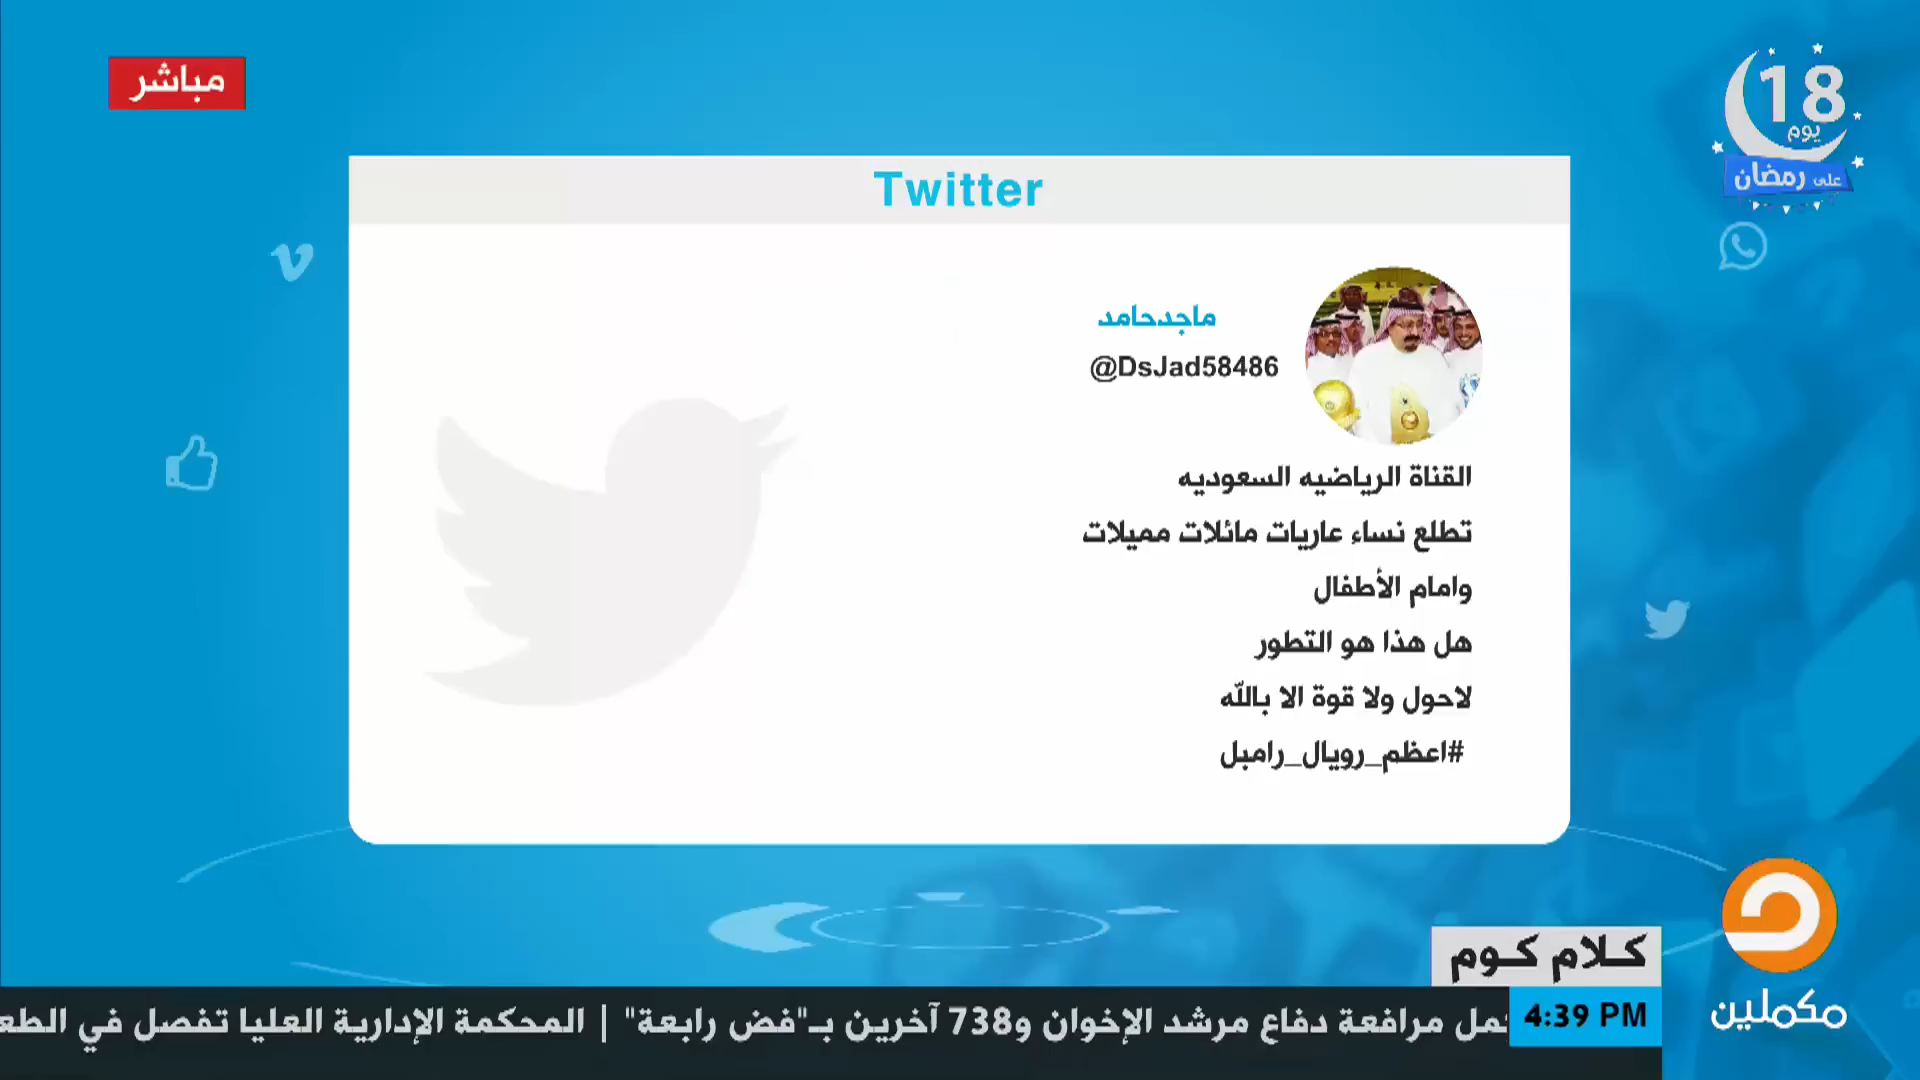 مباشر
18
يوم
على رمضان
Twitter
ماجدحامد
@DsJad58486
القناة الرياضيه السعوديه
تطلع نساء عاريات مائلات مميلات
وامام الأطفال
هل هذا هو التطور
لاحول ولا قوة الا بالله
#اعظم_رويال_رامبل
كلام كوم
مكملين
4:39 PM
مرافعة دفاع مرشد الإخوان و738 آخرين بـ"فض رابعة" | المحكمة الإدارية العليا تفصل في